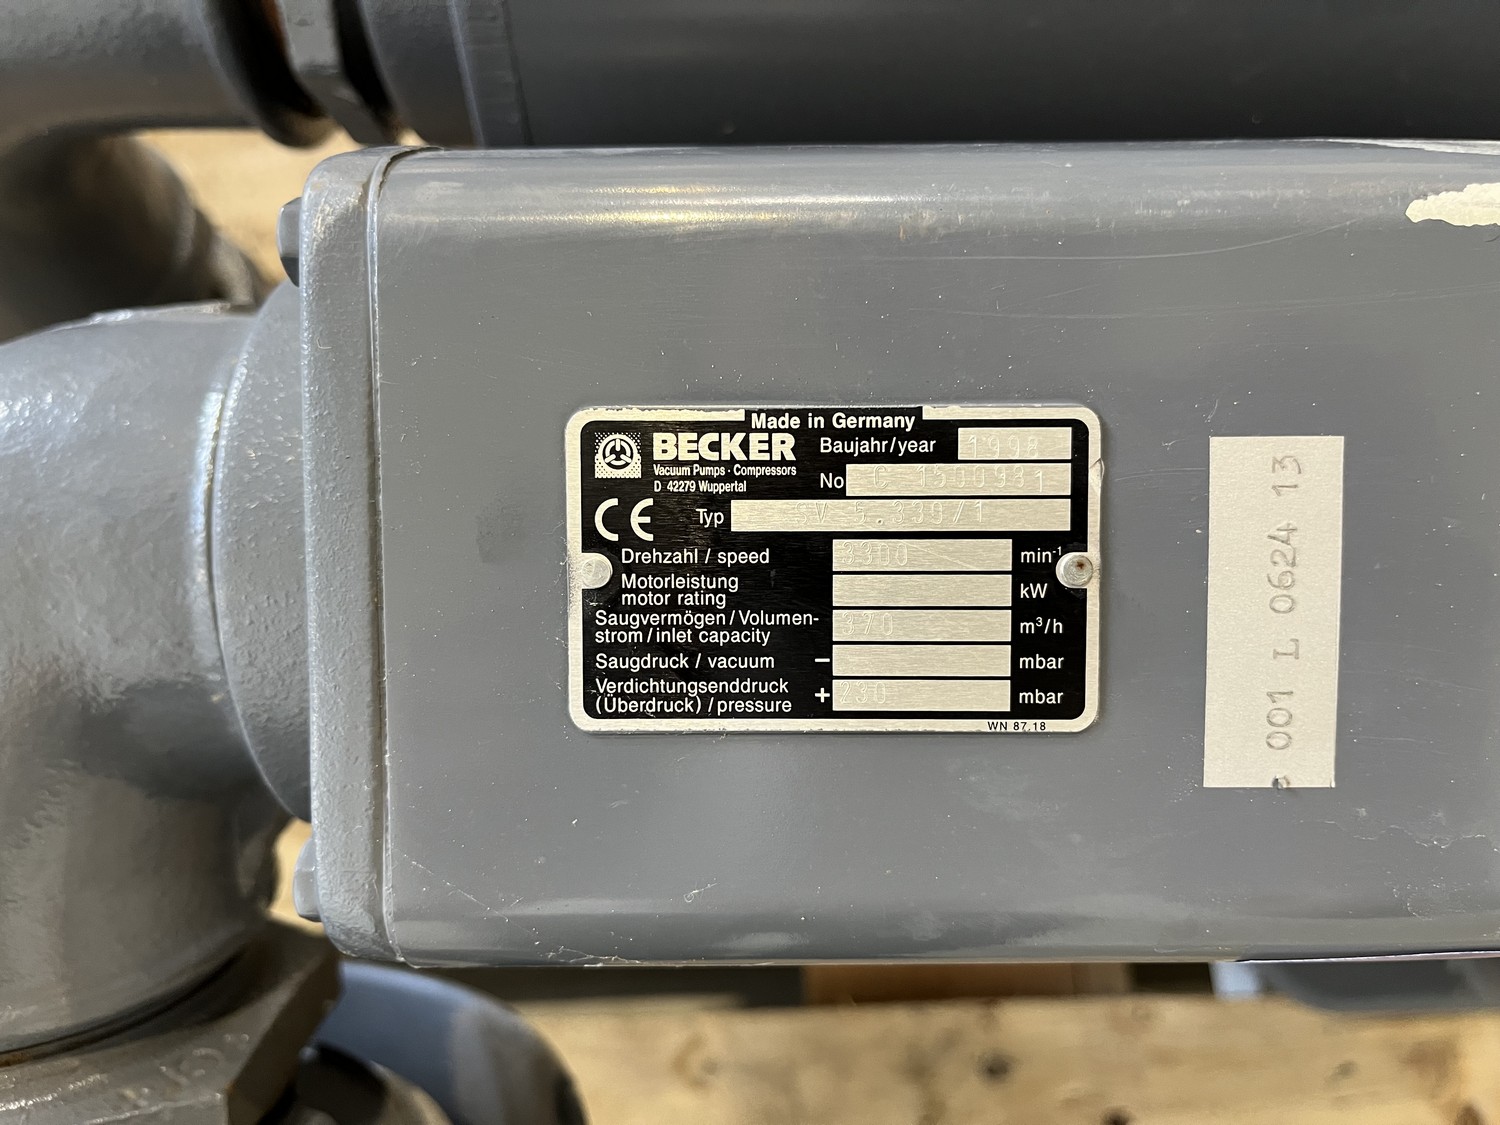 Made in Germany
BECKER
Vacuum Pumps · Compressors
D 42279 Wuppertal
Baujahr/year 1998
No C 1500931
CE Typ SV 5.330/1
Drehzahl / speed 3300 min-1
Motorleistung
motor rating kW
Saugvermögen/Volumen-
strom/inlet capacity 370 m³/h
Saugdruck / vacuum – mbar
Verdichtungsenddruck
(Überdruck) / pressure + 230 mbar
WN 87.18
001 L 0624 13